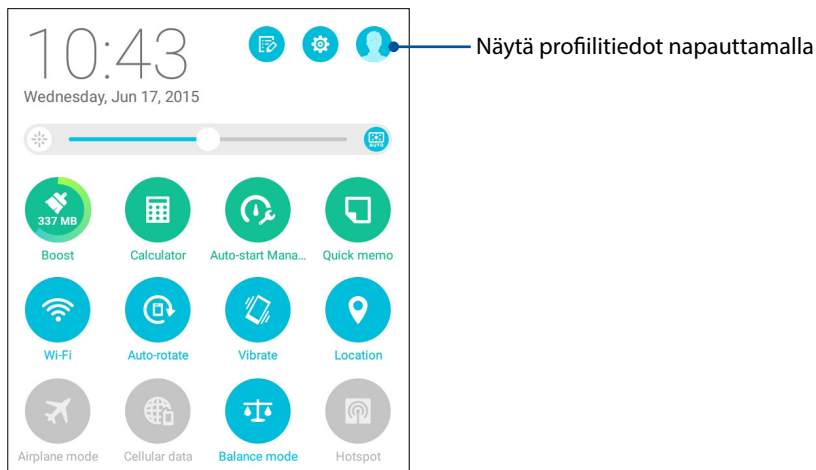 10:43
Näytä profiilitiedot napauttamalla
Wednesday, Jun 17, 2015
AUTO
337 MB
Boost Calculator Auto-start Mana... Quick memo
Wi-Fi Auto-rotate Vibrate Location
Airplane mode Cellular data Balance mode Hotspot